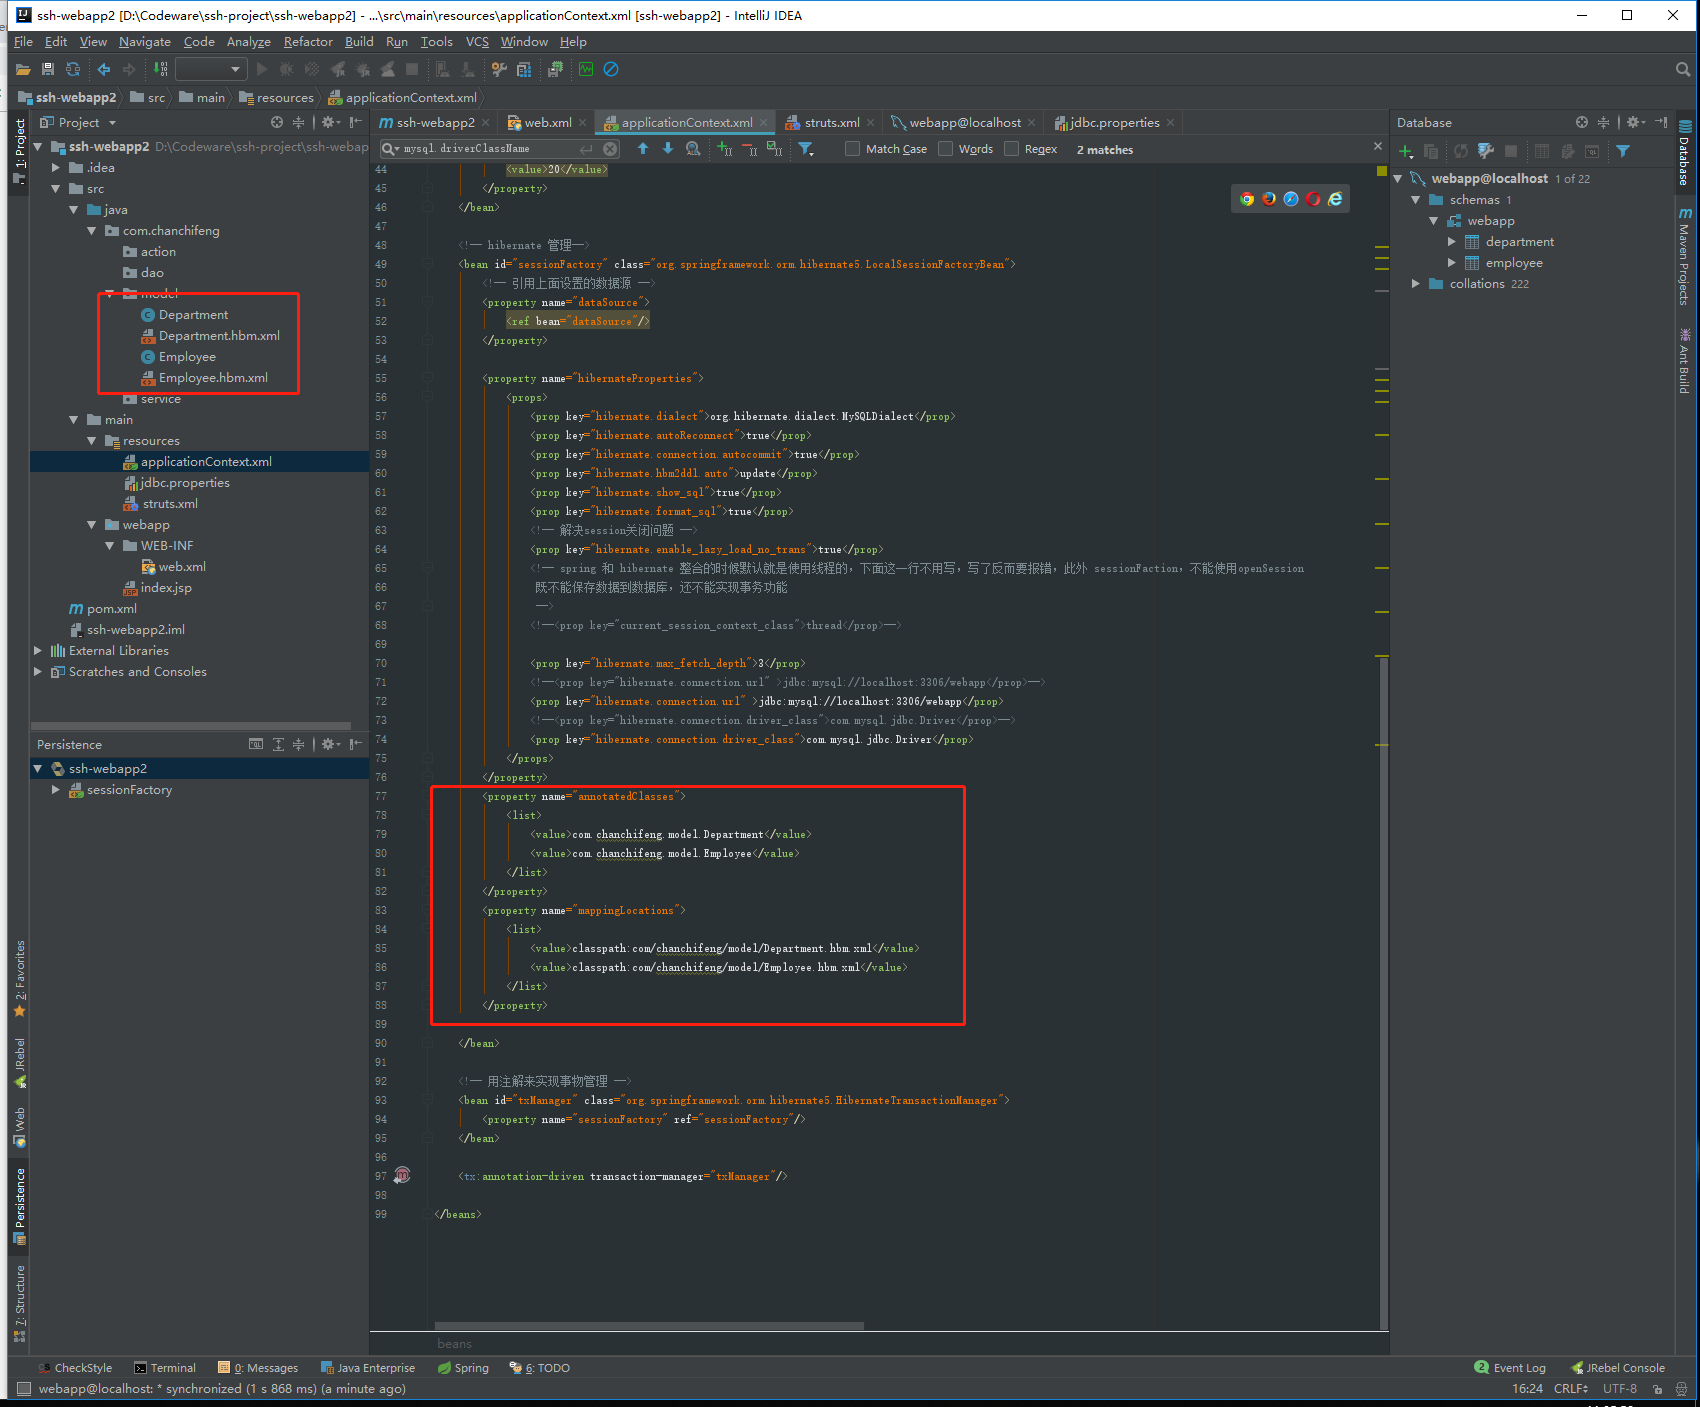 ssh-webapp2 [D:\Codeware\ssh-project\ssh-webapp2] - ...\src\main\resources\applicationContext.xml [ssh-webapp2] - IntelliJ IDEA
File Edit View Navigate Code Analyze Refactor Build Run Tools VCS Window Help
ssh-webapp2 src main resources applicationContext.xml
1: Project
Project
ssh-webapp2 D:\Codeware\ssh-project\ssh-webapp
.idea
src
java
com.chanchifeng
action
dao
model
Department
Department.hbm.xml
Employee
Employee.hbm.xml
service
main
resources
applicationContext.xml
jdbc.properties
struts.xml
webapp
WEB-INF
web.xml
index.jsp
pom.xml
ssh-webapp2.iml
External Libraries
Scratches and Consoles
Persistence
ssh-webapp2
sessionFactory
2: Favorites
JRebel
Web
Persistence
7: Structure
ssh-webapp2 web.xml applicationContext.xml struts.xml webapp@localhost jdbc.properties
mysql.driverClassName Match Case Words Regex 2 matches
44 <value>20</value>
45 </property>
46 </bean>
47
48 <!-- hibernate 管理-->
49 <bean id="sessionFactory" class="org.springframework.orm.hibernate5.LocalSessionFactoryBean">
50 <!-- 引用上面设置的数据源 -->
51 <property name="dataSource">
52 <ref bean="dataSource"/>
53 </property>
54
55 <property name="hibernateProperties">
56 <props>
57 <prop key="hibernate.dialect">org.hibernate.dialect.MySQLDialect</prop>
58 <prop key="hibernate.autoReconnect">true</prop>
59 <prop key="hibernate.connection.autocommit">true</prop>
60 <prop key="hibernate.hbm2ddl.auto">update</prop>
61 <prop key="hibernate.show_sql">true</prop>
62 <prop key="hibernate.format_sql">true</prop>
63 <!-- 解决session关闭问题 -->
64 <prop key="hibernate.enable_lazy_load_no_trans">true</prop>
65 <!-- spring 和 hibernate 整合的时候默认就是使用线程的，下面这一行不用写，写了反而要报错，此外 sessionFaction，不能使用openSession
66 既不能保存数据到数据库，还不能实现事务功能
67 -->
68 <!--<prop key="current_session_context_class">thread</prop>-->
69
70 <prop key="hibernate.max_fetch_depth">3</prop>
71 <!--<prop key="hibernate.connection.url" >jdbc:mysql://localhost:3306/webapp</prop>-->
72 <prop key="hibernate.connection.url" >jdbc:mysql://localhost:3306/webapp</prop>
73 <!--<prop key="hibernate.connection.driver_class">com.mysql.jdbc.Driver</prop>-->
74 <prop key="hibernate.connection.driver_class">com.mysql.jdbc.Driver</prop>
75 </props>
76 </property>
77 <property name="annotatedClasses">
78 <list>
79 <value>com.chanchifeng.model.Department</value>
80 <value>com.chanchifeng.model.Employee</value>
81 </list>
82 </property>
83 <property name="mappingLocations">
84 <list>
85 <value>classpath:com/chanchifeng/model/Department.hbm.xml</value>
86 <value>classpath:com/chanchifeng/model/Employee.hbm.xml</value>
87 </list>
88 </property>
89
90 </bean>
91
92 <!-- 用注解来实现事物管理 -->
93 <bean id="txManager" class="org.springframework.orm.hibernate5.HibernateTransactionManager">
94 <property name="sessionFactory" ref="sessionFactory"/>
95 </bean>
96
97 <tx:annotation-driven transaction-manager="txManager"/>
98
99 </beans>
beans
Database
webapp@localhost 1 of 22
schemas 1
webapp
department
employee
collations 222
Database
Maven Projects
Ant Build
CheckStyle Terminal 0: Messages Java Enterprise Spring 6: TODO 2 Event Log JRebel Console
webapp@localhost: * synchronized (1 s 868 ms) (a minute ago) 16:24 CRLF UTF-8